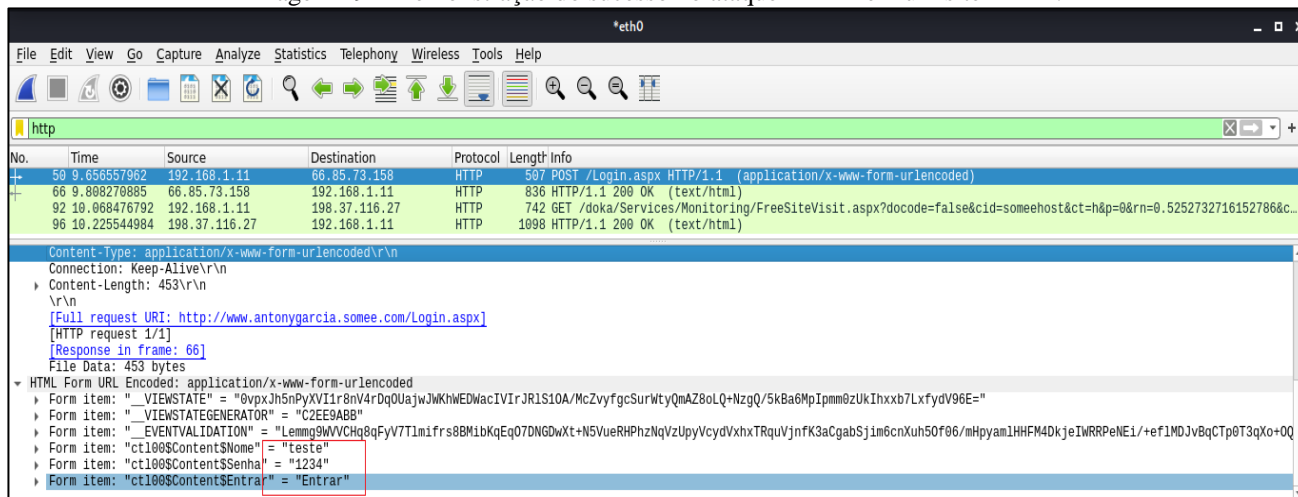 *eth0
File Edit View Go Capture Analyze Statistics Telephony Wireless Tools Help
http
No. Time Source Destination Protocol Length Info
50 9.656557962 192.168.1.11 66.85.73.158 HTTP 507 POST /Login.aspx HTTP/1.1 (application/x-www-form-urlencoded)
66 9.808270885 66.85.73.158 192.168.1.11 HTTP 836 HTTP/1.1 200 OK (text/html)
92 10.068476792 192.168.1.11 198.37.116.27 HTTP 742 GET /doka/Services/Monitoring/FreeSiteVisit.aspx?docode=false&cid=someehost&ct=h&p=0&rn=0.5252732716152786&c…
96 10.225544984 198.37.116.27 192.168.1.11 HTTP 1098 HTTP/1.1 200 OK (text/html)
Content-Type: application/x-www-form-urlencoded\r\n
Connection: Keep-Alive\r\n
Content-Length: 453\r\n
\r\n
[Full request URI: http://www.antonygarcia.somee.com/Login.aspx]
[HTTP request 1/1]
[Response in frame: 66]
File Data: 453 bytes
HTML Form URL Encoded: application/x-www-form-urlencoded
Form item: "__VIEWSTATE" =
Form item: "__VIEWSTATEGENERATOR" = "C2EE9ABB"
Form item: "__EVENTVALIDATION" =
Form item: "ctl00$Content$Nome" = "teste"
Form item: "ctl00$Content$Senha" = "1234"
Form item: "ctl00$Content$Entrar" = "Entrar"